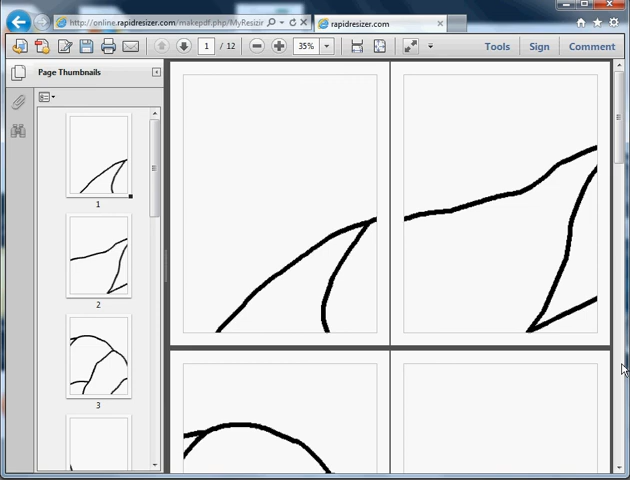 http://online.rapidresizer.com/makepdf.php/MyResizir
rapidresizer.com
1 / 12
35%
Tools
Sign
Comment
Page Thumbnails
1
2
3